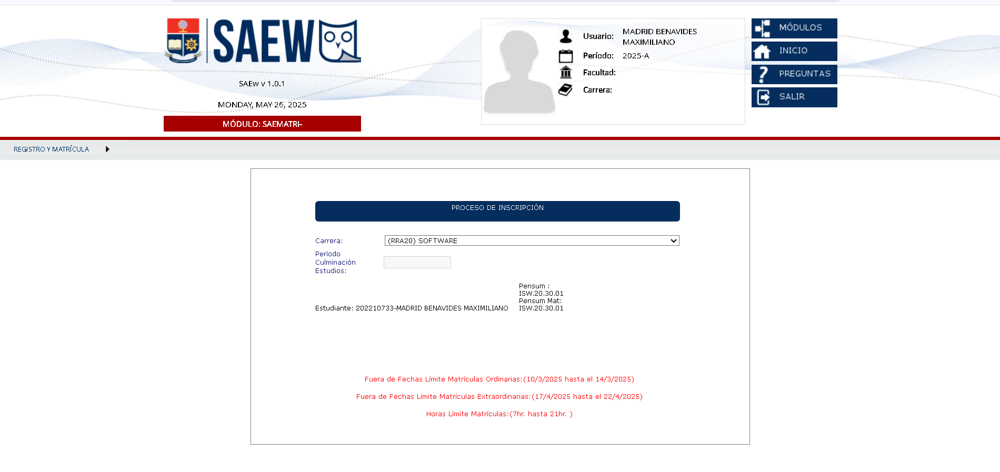 SAEW
SAEw v 1.0.1
MONDAY, MAY 26, 2025
MÓDULO: SAEMATRI-
Usuario: MADRID BENAVIDES
MAXIMILIANO
Período: 2025-A
Facultad:
Carrera:
MÓDULOS
INICIO
PREGUNTAS
SALIR
REGISTRO Y MATRÍCULA
PROCESO DE INSCRIPCIÓN
Carrera: (RRA20) SOFTWARE
Período
Culminación
Estudios:
Pensum :
ISW.20.30.01
Pensum Mat:
Estudiante: 202210733-MADRID BENAVIDES MAXIMILIANO ISW.20.30.01
Fuera de Fechas Límite Matrículas Ordinarias:(10/3/2025 hasta el 14/3/2025)
Fuera de Fechas Límite Matrículas Extraordinarias:(17/4/2025 hasta el 22/4/2025)
Horas Límite Matrículas:(7hr. hasta 21hr. )